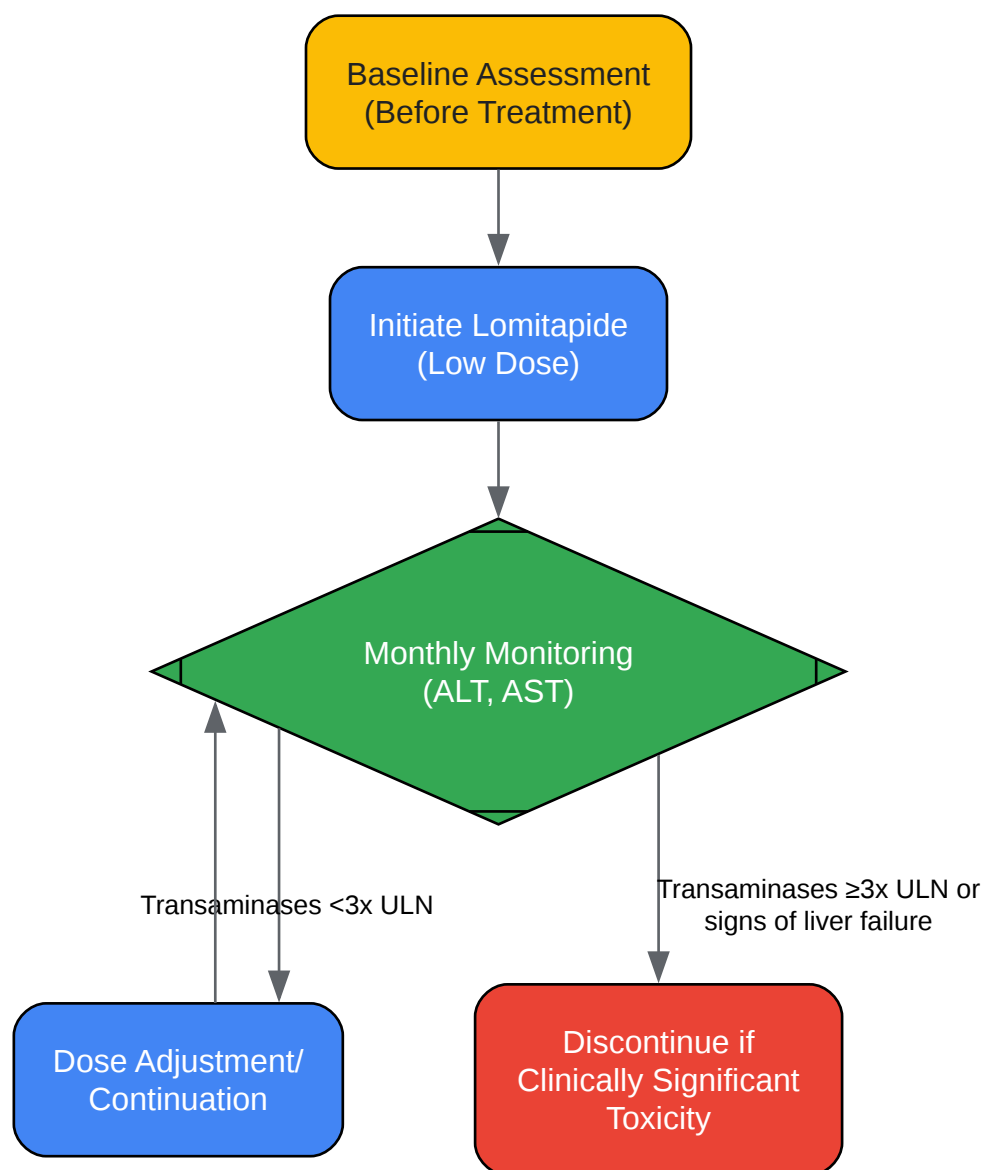 Baseline Assessment
(Before Treatment)
Initiate Lomitapide
(Low Dose)
Monthly Monitoring
(ALT, AST)
Transaminases <3x ULN
Transaminases ≥3x ULN or
signs of liver failure
Dose Adjustment/
Continuation
Discontinue if
Clinically Significant
Toxicity